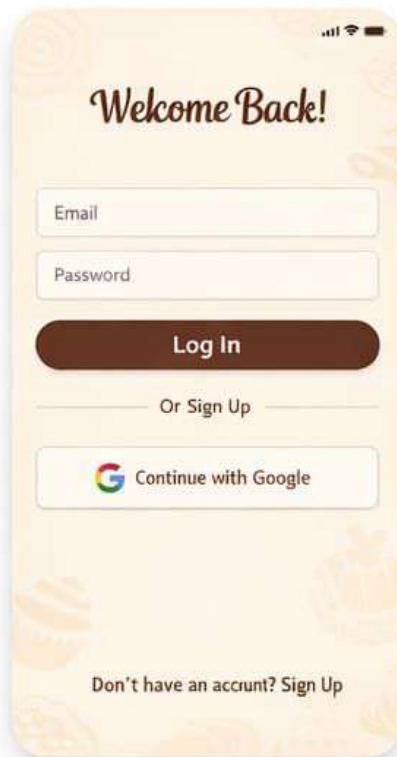 Welcome Back!
Email
Password
Log In
Or Sign Up
Continue with Google
Don't have an accrunt? Sign Up